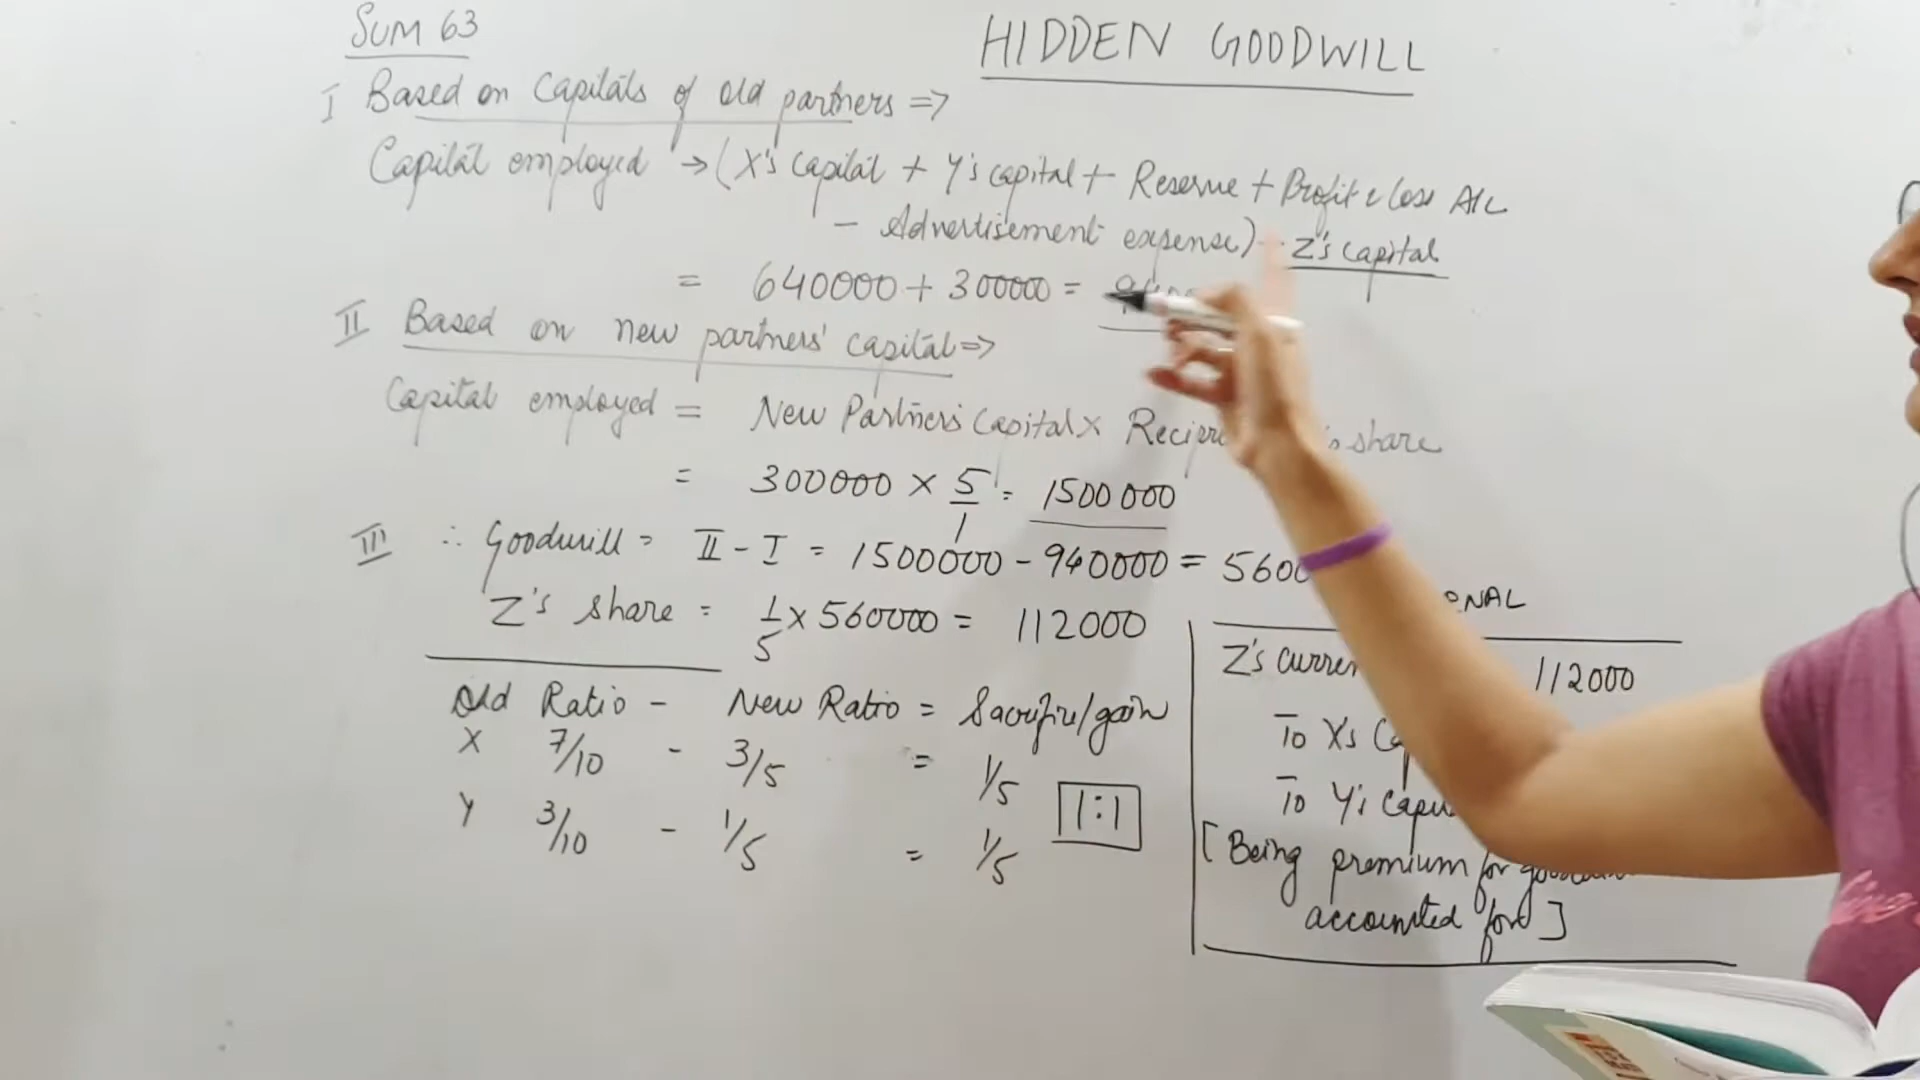 SUM 63
HIDDEN GOODWILL
I Based on Capitals of old partners =>
Capital employed → (X's Capital + Y's capital + Reserve + Profit & loss A/c
- Advertisement expense) Z's capital
= 640000 + 300000 =
II Based on new partners' capital =>
Capital employed = New Partners Capital x share
= 300000 x 5/1 = 1500000
III ∴ Goodwill = II - I = 1500000 - 940000 =
Z's share = 1/5 x 560000 = 112000
Old Ratio - New Ratio = Sacrifice/gain
X 7/10 - 3/5 = 1/5
Y 3/10 - 1/5 = 1/5
1:1
Z's 112000
To X's
To Y's
[Being premium for
accounted for]